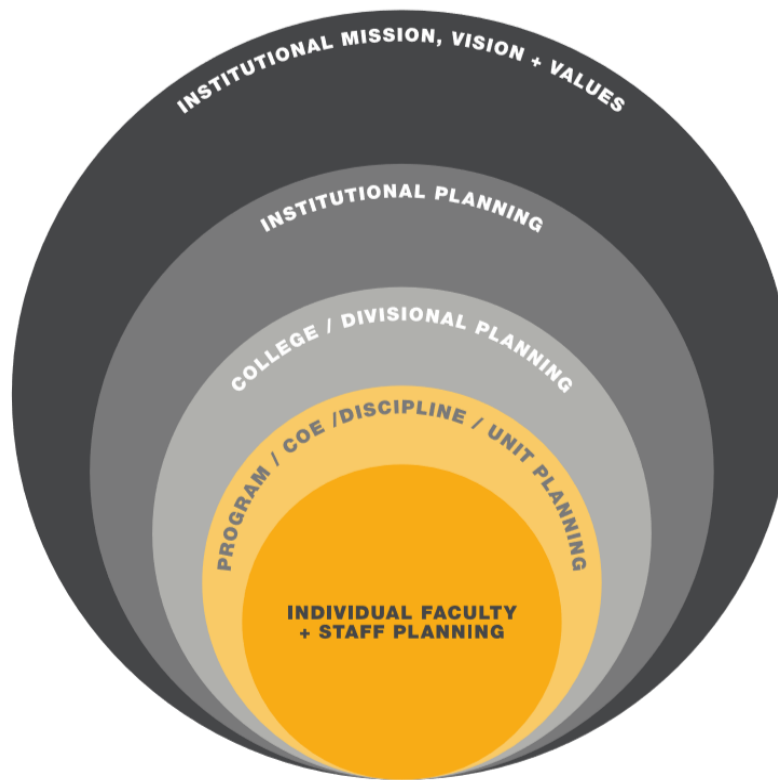 INSTITUTIONAL MISSION, VISION + VALUES
INSTITUTIONAL PLANNING
COLLEGE / DIVISIONAL PLANNING
PROGRAM / COE /DISCIPLINE / UNIT PLANNING
INDIVIDUAL FACULTY
+ STAFF PLANNING